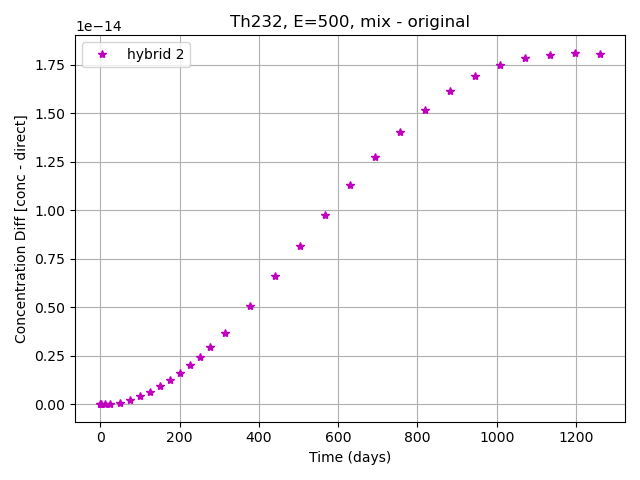 Th232, E=500, mix - original
1e−14
hybrid 2
1.75
1.50
1.25
1.00
0.75
0.50
0.25
0.00
Concentration Diff [conc - direct]
0 200 400 600 800 1000 1200
Time (days)